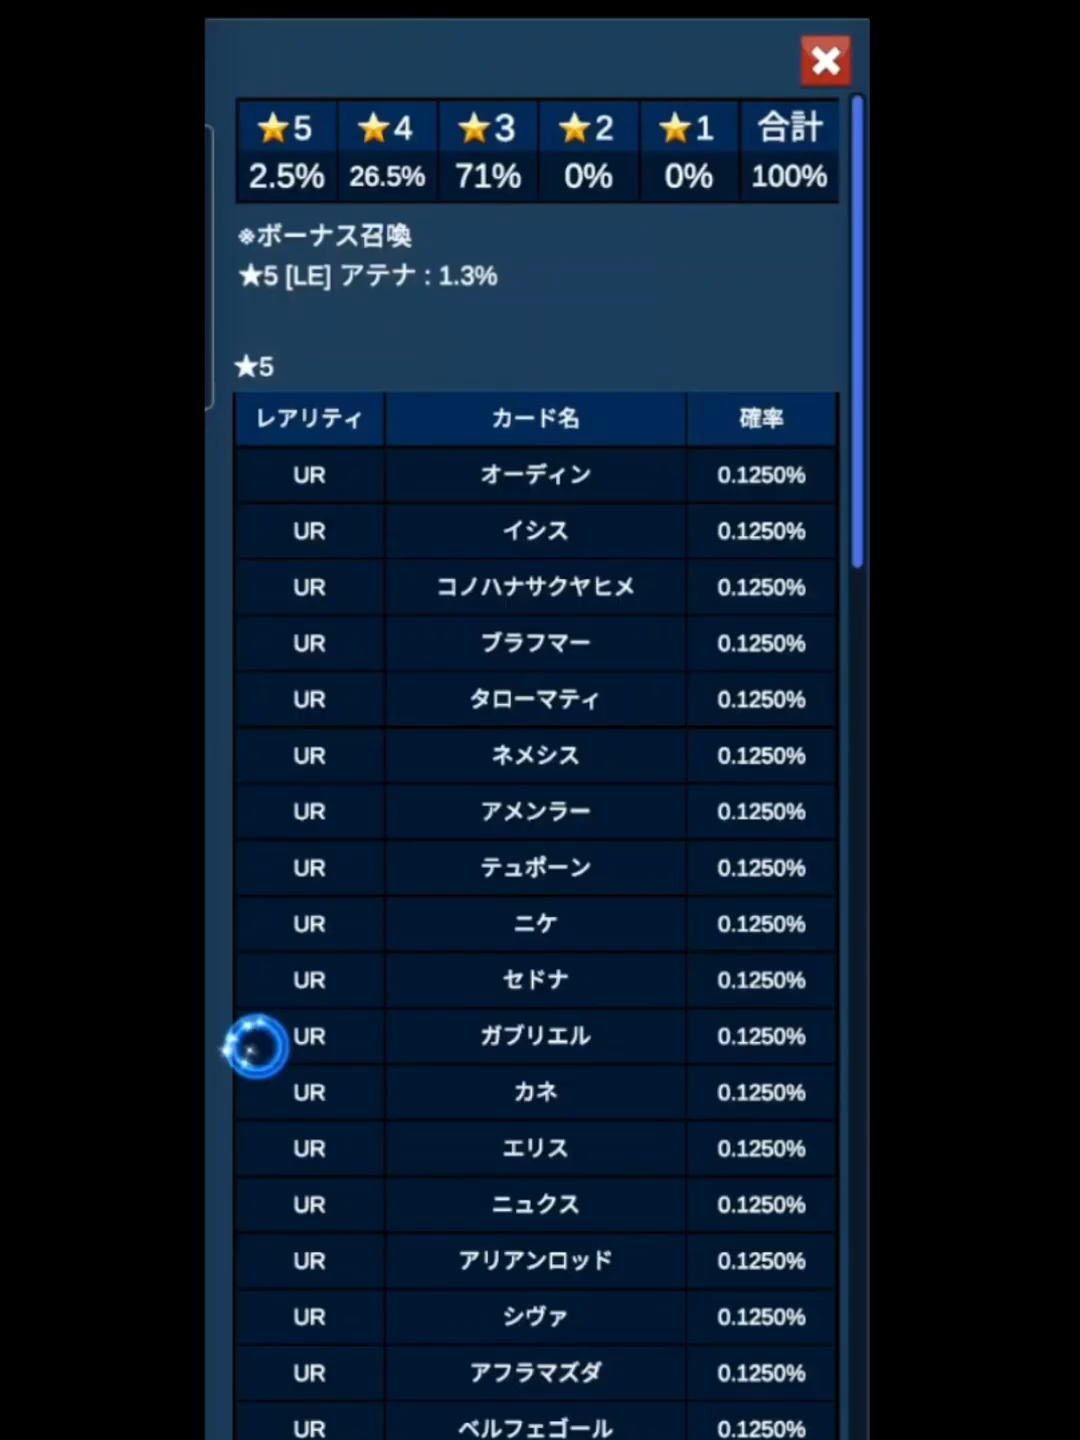 ★5 ★4 ★3 ★2 ★1 合計
2.5% 26.5% 71% 0% 0% 100%
※ボーナス召喚
★5 [LE] アテナ : 1.3%
★5
レアリティ カード名 確率
UR オーディン 0.1250%
UR イシス 0.1250%
UR コノハナサクヤヒメ 0.1250%
UR ブラフマー 0.1250%
UR タローマティ 0.1250%
UR ネメシス 0.1250%
UR アメンラー 0.1250%
UR テュポーン 0.1250%
UR ニケ 0.1250%
UR セドナ 0.1250%
UR ガブリエル 0.1250%
UR カネ 0.1250%
UR エリス 0.1250%
UR ニュクス 0.1250%
UR アリアンロッド 0.1250%
UR シヴァ 0.1250%
UR アフラマズダ 0.1250%
UR ベルフェゴール 0.1250%